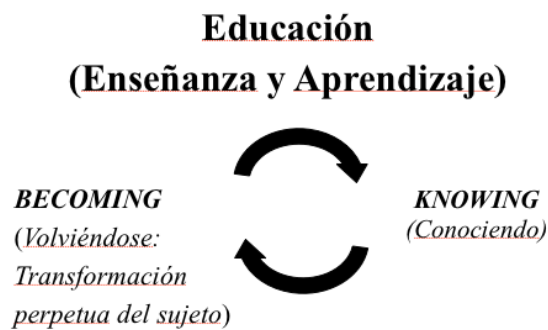 Educación
(Enseñanza y Aprendizaje)
BECOMING
(Volviéndose:
Transformación
perpetua del sujeto)
KNOWING
(Conociendo)